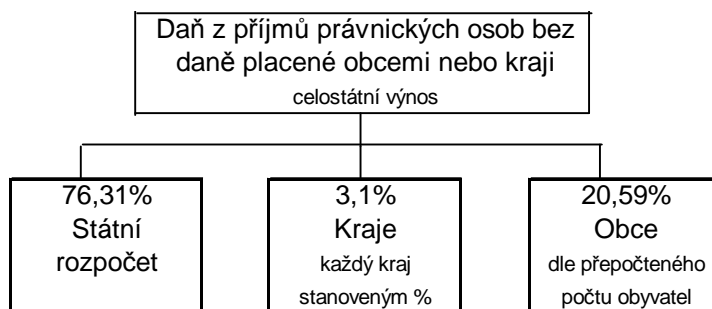 Daň z příjmů právnických osob bez
daně placené obcemi nebo kraji
celostátní výnos
76,31%
Státní
rozpočet
3,1%
Kraje
každý kraj
stanoveným %
20,59%
Obce
dle přepočteného
počtu obyvatel